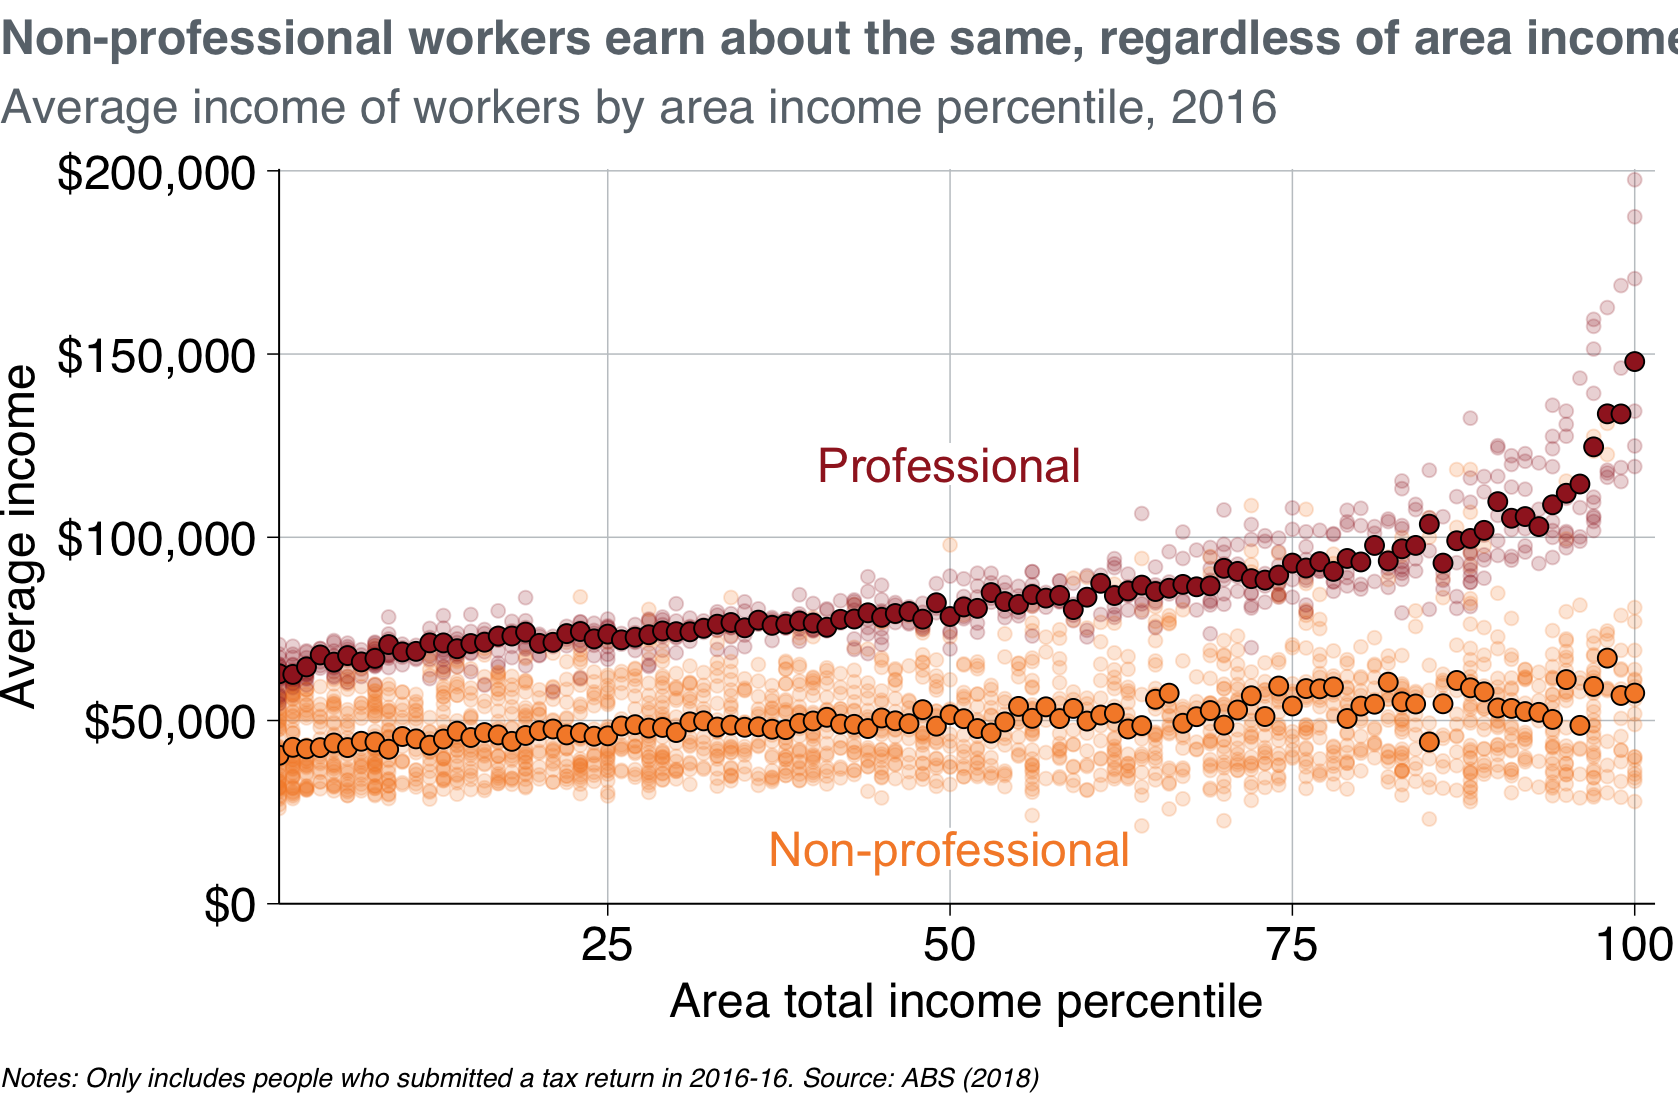 Non-professional workers earn about the same, regardless of area income
Average income of workers by area income percentile, 2016
$200,000
$150,000
$100,000
$50,000
$0
Average income
Professional
Non-professional
25
50
75
100
Area total income percentile
Notes: Only includes people who submitted a tax return in 2016-16. Source: ABS (2018)